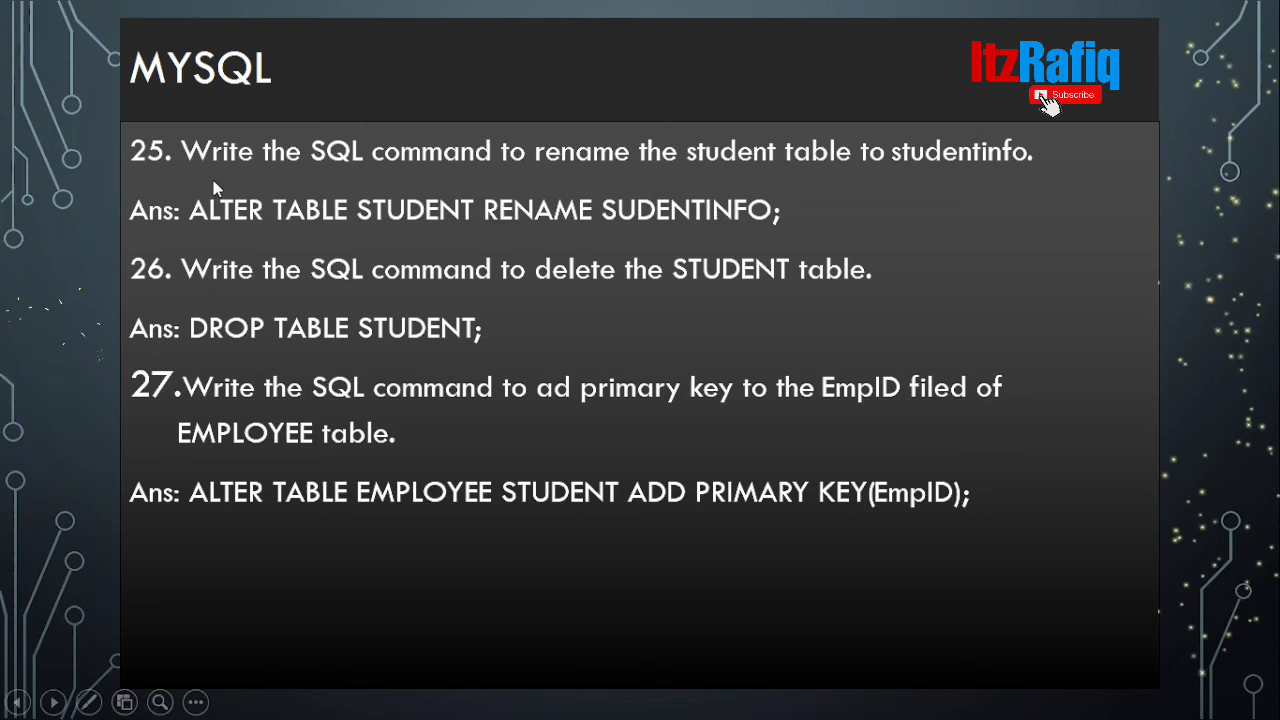 MYSQL
ItzRafiq
Subscribe
25. Write the SQL command to rename the student table to studentinfo.
Ans: ALTER TABLE STUDENT RENAME SUDENTINFO;
26. Write the SQL command to delete the STUDENT table.
Ans: DROP TABLE STUDENT;
27.Write the SQL command to ad primary key to the EmpID filed of
EMPLOYEE table.
Ans: ALTER TABLE EMPLOYEE STUDENT ADD PRIMARY KEY(EmpID);